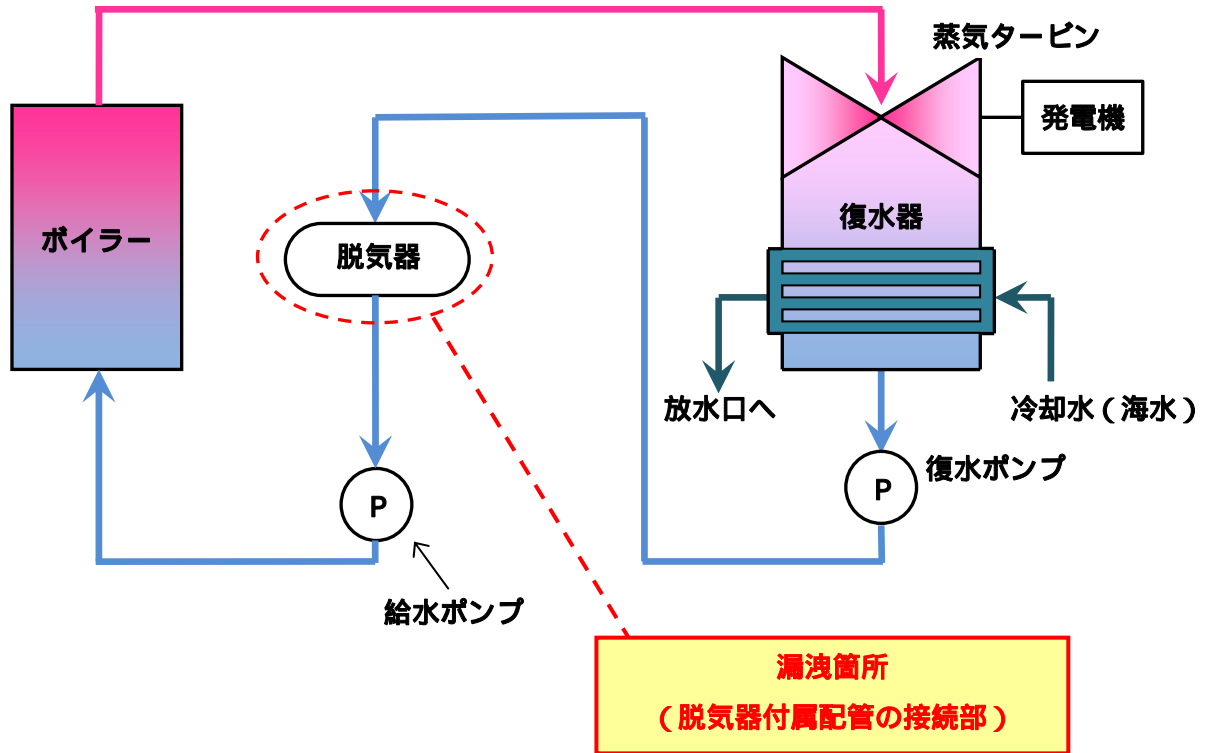 蒸気タービン
発電機
復水器
ボイラー
脱気器
放水口へ
冷却水(海水)
復水ポンプ
P
P
給水ポンプ
漏洩箇所
(脱気器付属配管の接続部)